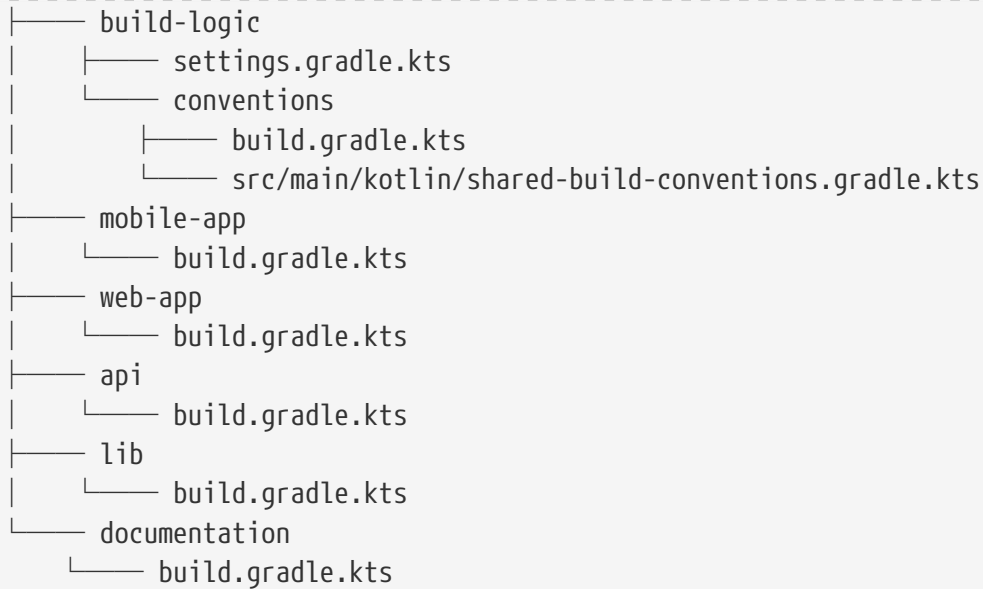 ├── build-logic
│   ├── settings.gradle.kts
│   └── conventions
│       ├── build.gradle.kts
│       └── src/main/kotlin/shared-build-conventions.gradle.kts
├── mobile-app
│   └── build.gradle.kts
├── web-app
│   └── build.gradle.kts
├── api
│   └── build.gradle.kts
├── lib
│   └── build.gradle.kts
└── documentation
    └── build.gradle.kts